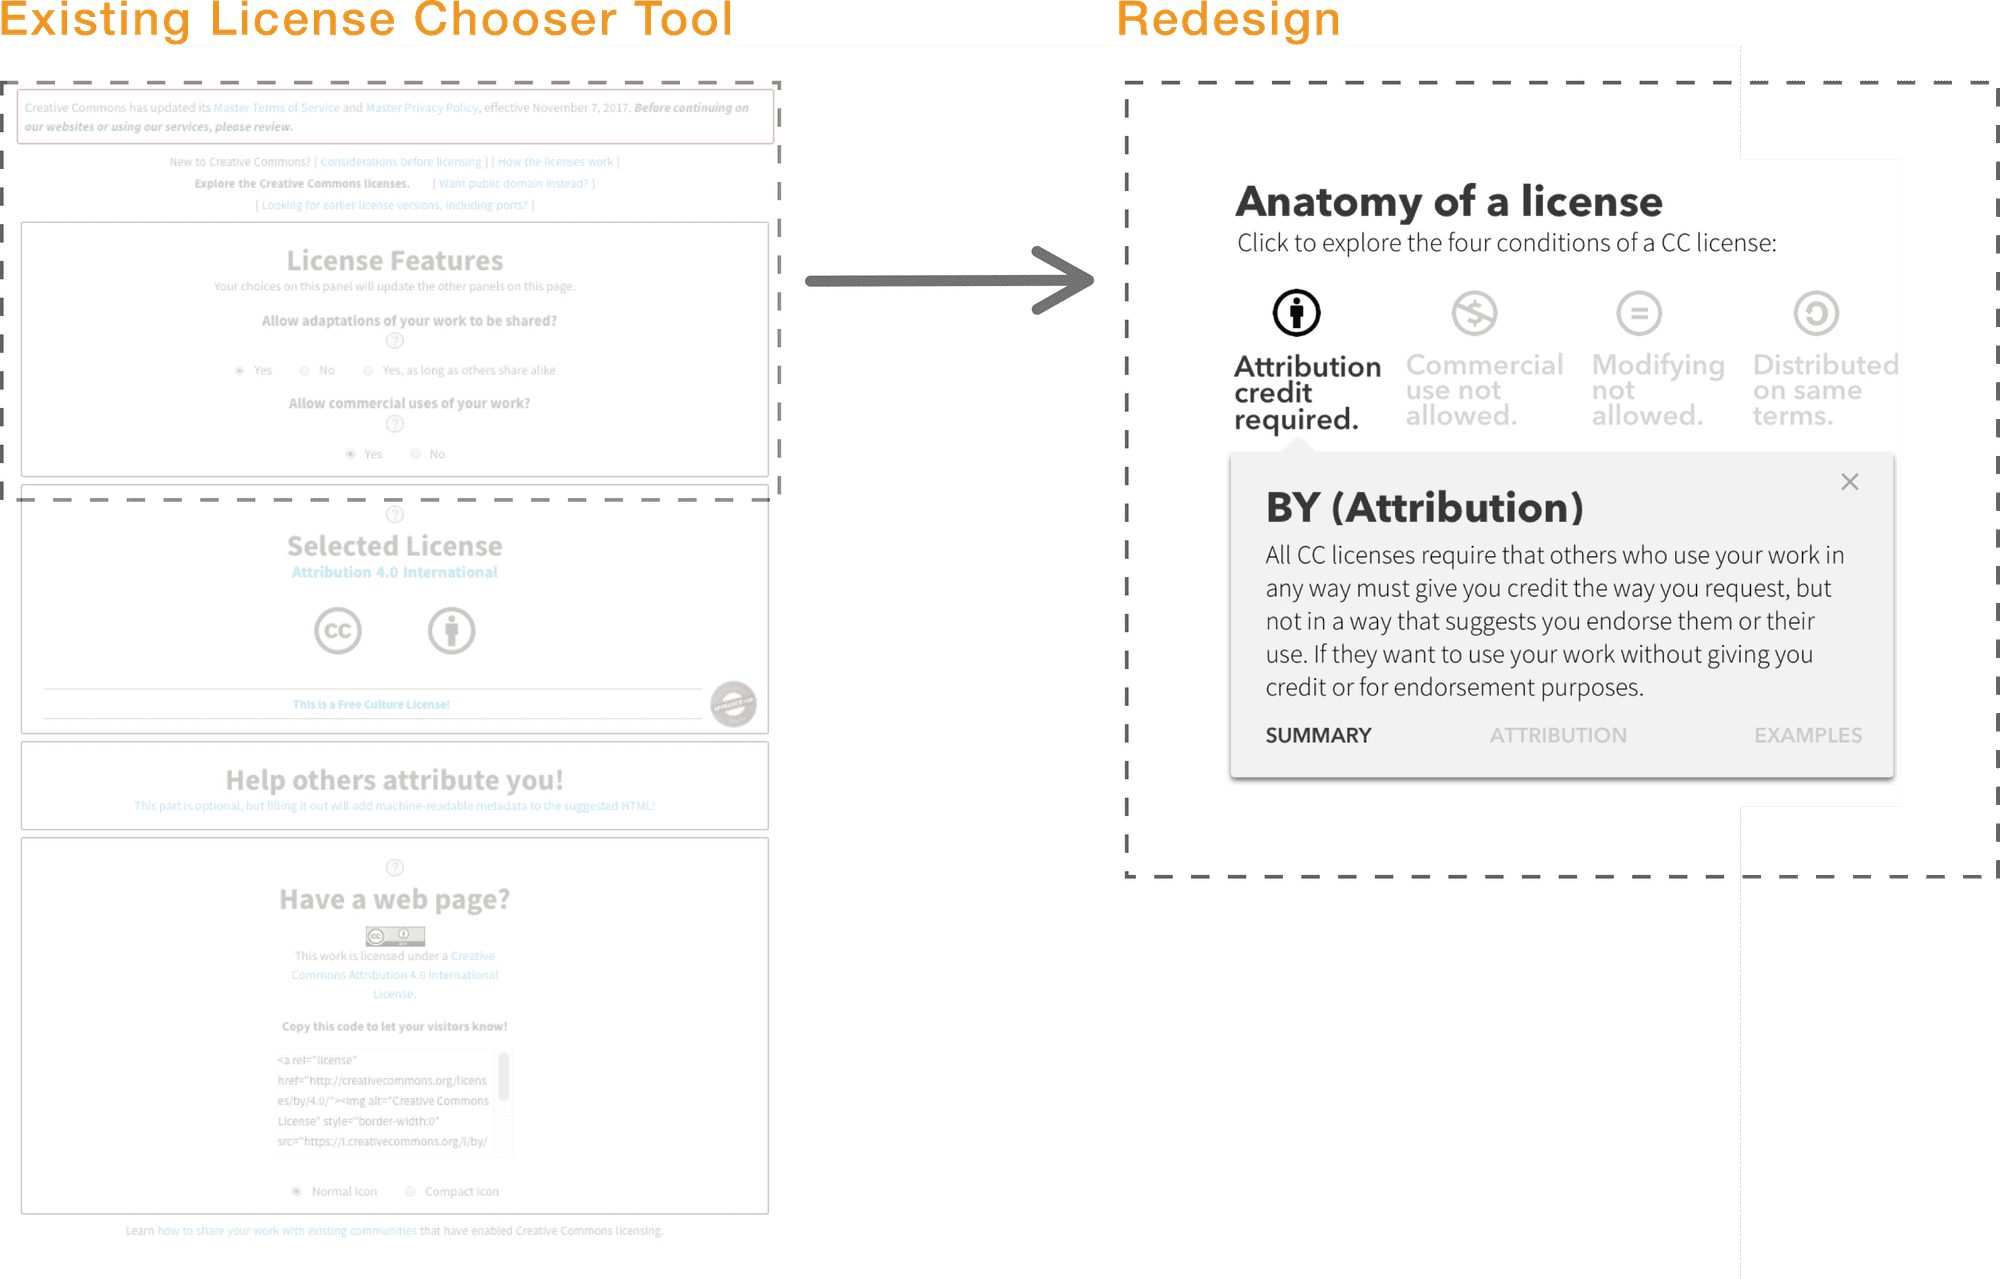 Existing License Chooser Tool
Creative Commons has updated its Master Terms of Service and Master Privacy Policy, effective November 7, 2017. Before continuing on
our websites or using our services, please review.
New to Creative Commons? [ Considerations before licensing ] [ How the licenses work ]
Explore the Creative Commons licenses. [ Want public domain instead? ]
[ Looking for earlier license versions, including ports? ]
License Features
Your choices on this panel will update the other panels on this page.
Allow adaptations of your work to be shared?
?
Yes No Yes, as long as others share alike
Allow commercial uses of your work?
?
Yes No
?
Selected License
Attribution 4.0 International
CC
This is a Free Culture License!
Help others attribute you!
This part is optional, but filling it out will add machine-readable metadata to the suggested HTML!
?
Have a web page?
CC
This work is licensed under a Creative
Commons Attribution 4.0 International
License.
Copy this code to let your visitors know!
<a rel="license"
href="http://creativecommons.org/licens
es/by/4.0/"><img alt="Creative Commons
License" style="border-width:0"
src="https://i.creativecommons.org/l/by/
Normal Icon Compact Icon
Learn how to share your work with existing communities that have enabled Creative Commons licensing.
Redesign
Anatomy of a license
Click to explore the four conditions of a CC license:
Attribution
credit
required.
Commercial
use not
allowed.
Modifying
not
allowed.
Distributed
on same
terms.
BY (Attribution)
All CC licenses require that others who use your work in
any way must give you credit the way you request, but
not in a way that suggests you endorse them or their
use. If they want to use your work without giving you
credit or for endorsement purposes.
SUMMARY ATTRIBUTION EXAMPLES